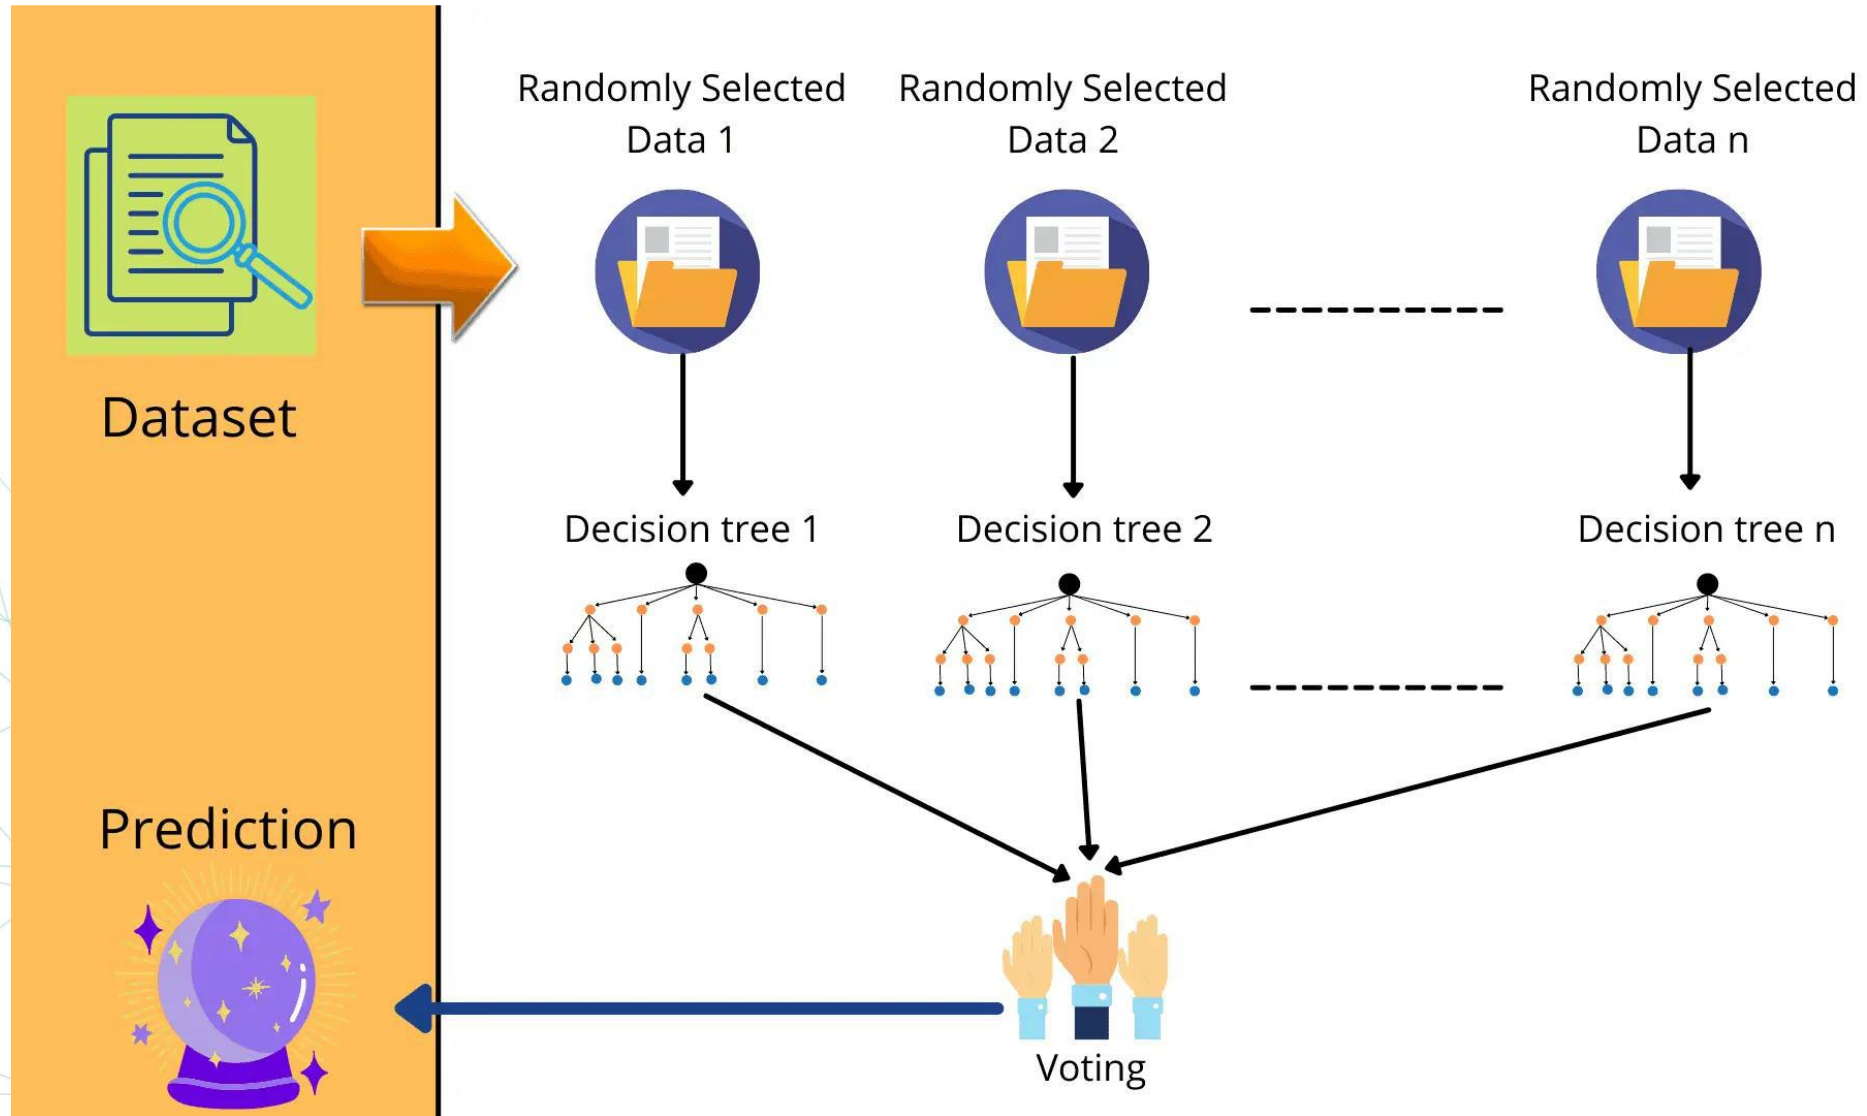 Randomly Selected
Data 1
Randomly Selected
Data 2
Randomly Selected
Data n
Dataset
Decision tree 1
Decision tree 2
Decision tree n
Prediction
Voting